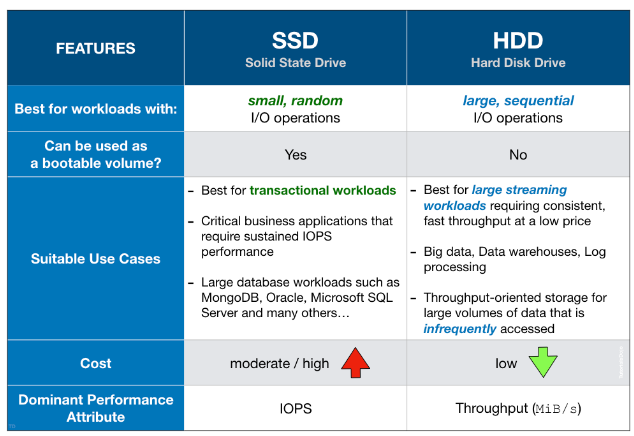 FEATURES
SSD
Solid State Drive
HDD
Hard Disk Drive
Best for workloads with:
small, random
I/O operations
large, sequential
I/O operations
Can be used as
a bootable volume?
Yes
No
Suitable Use Cases
– Best for transactional workloads
– Critical business applications that
require sustained IOPS
performance
– Large database workloads such as
MongoDB, Oracle, Microsoft SQL
Server and many others…
– Best for large streaming
workloads requiring consistent,
fast throughput at a low price
– Big data, Data warehouses, Log
processing
– Throughput-oriented storage for
large volumes of data that is
infrequently accessed
Cost
moderate / high
low
Dominant Performance
Attribute
IOPS
Throughput (MiB/s)